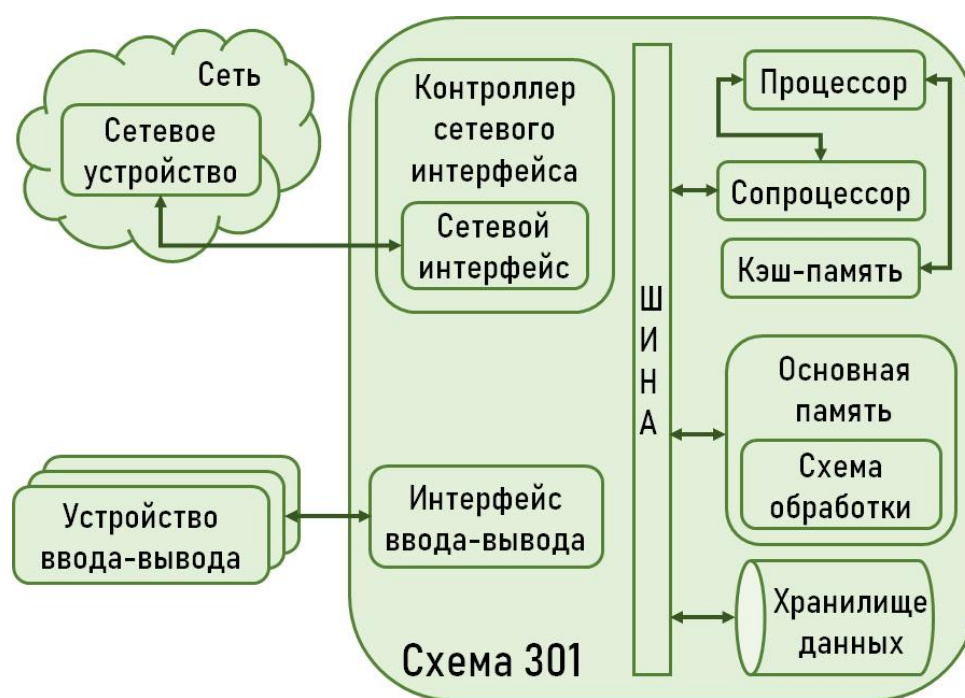 Сеть
Сетевое
устройство
Контроллер
сетевого
интерфейса
Сетевой
интерфейс
Устройство
ввода-вывода
Интерфейс
ввода-вывода
ШИНА
Процессор
Сопроцессор
Кэш-память
Основная
память
Схема
обработки
Хранилище
данных
Схема 301